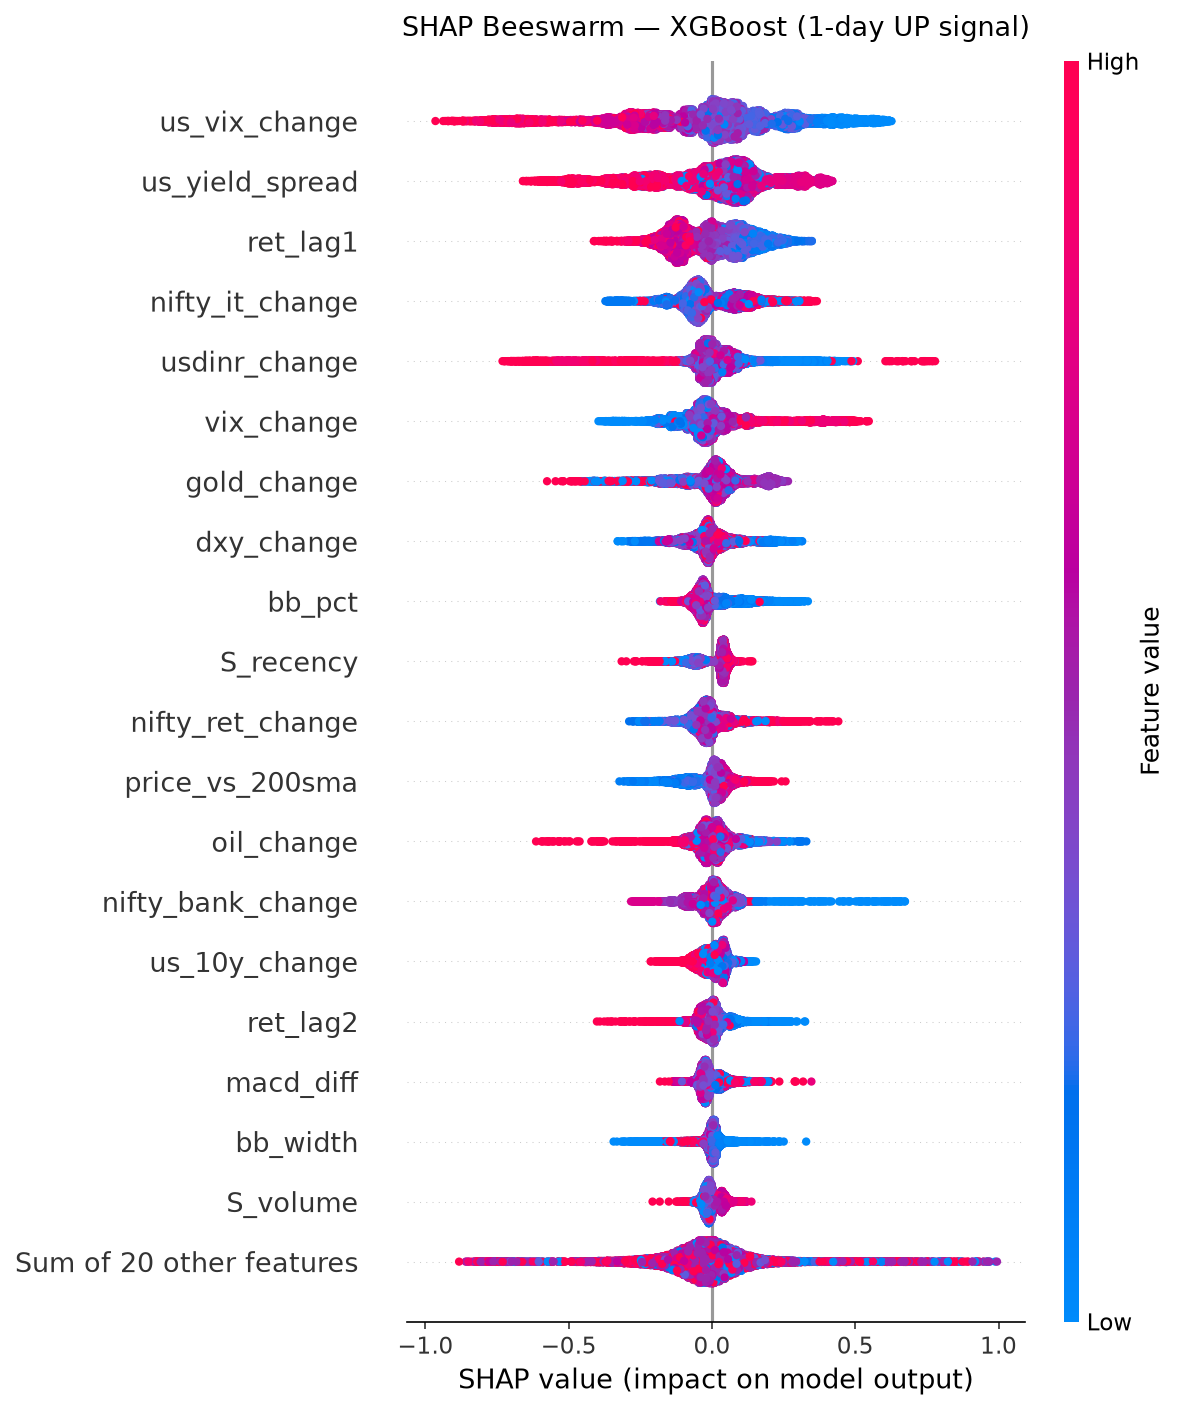 SHAP Beeswarm — XGBoost (1-day UP signal)
High
us_vix_change
us_yield_spread
ret_lag1
nifty_it_change
usdinr_change
vix_change
gold_change
dxy_change
bb_pct
S_recency
nifty_ret_change
price_vs_200sma
oil_change
nifty_bank_change
us_10y_change
ret_lag2
macd_diff
bb_width
S_volume
Sum of 20 other features
Feature value
Low
−1.0 −0.5 0.0 0.5 1.0
SHAP value (impact on model output)